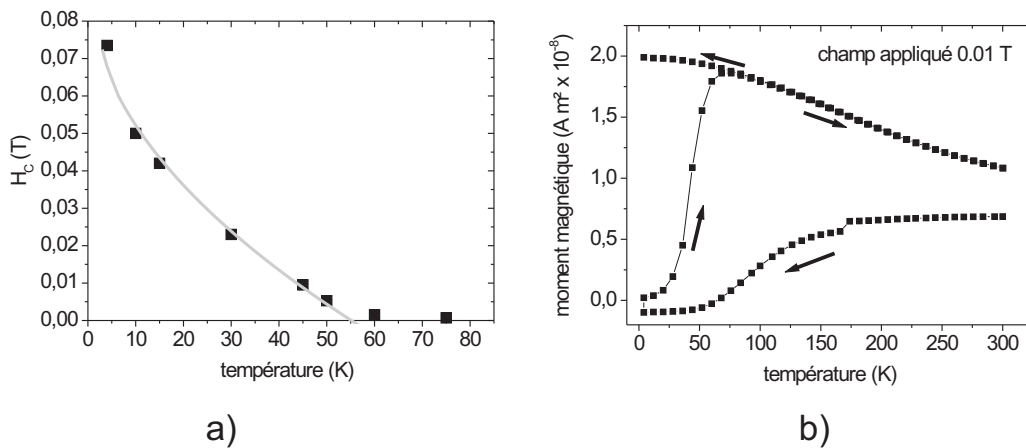 0,08
0,07
0,06
0,05
0,04
0,03
0,02
0,01
0,00
H_C (T)
0 10 20 30 40 50 60 70 80
température (K)
a)
champ appliqué 0.01 T
2,0
1,5
1,0
0,5
0,0
moment magnétique (A m² x 10⁻⁸)
0 50 100 150 200 250 300
température (K)
b)